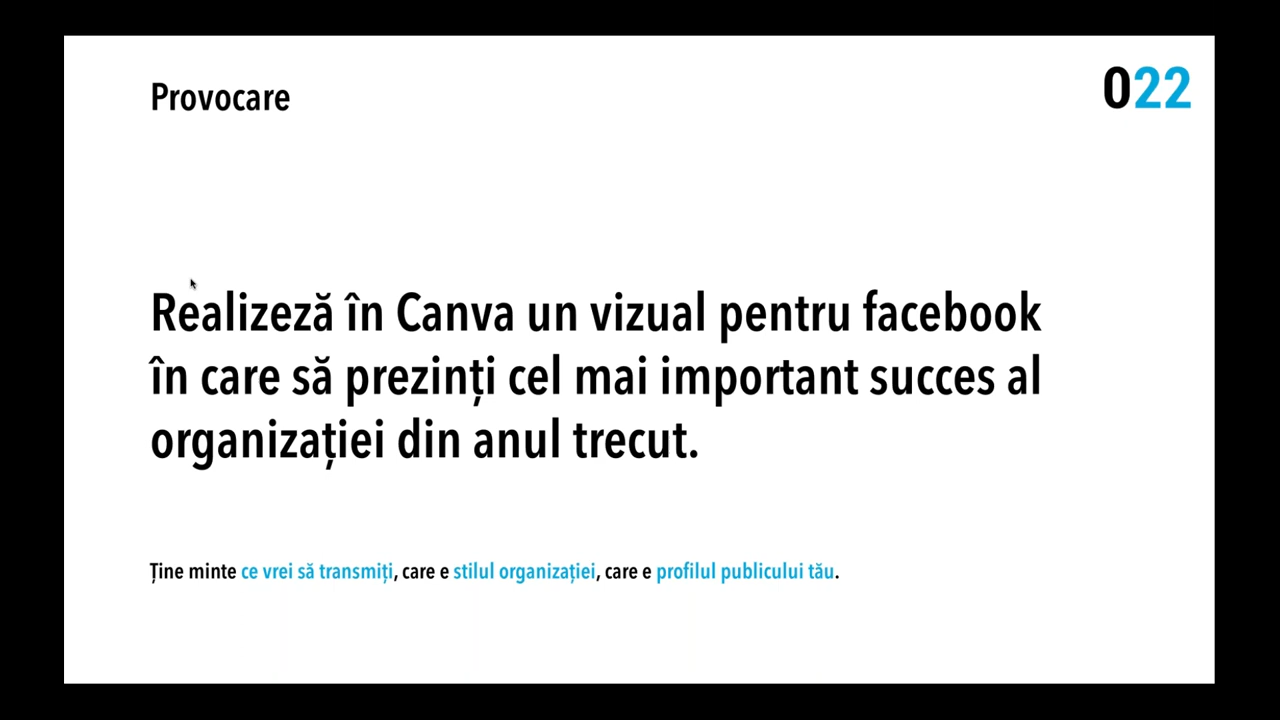 Provocare
022
Realizeză în Canva un vizual pentru facebook
în care să prezinți cel mai important succes al
organizației din anul trecut.
Ține minte ce vrei să transmiți, care e stilul organizației, care e profilul publicului tău.